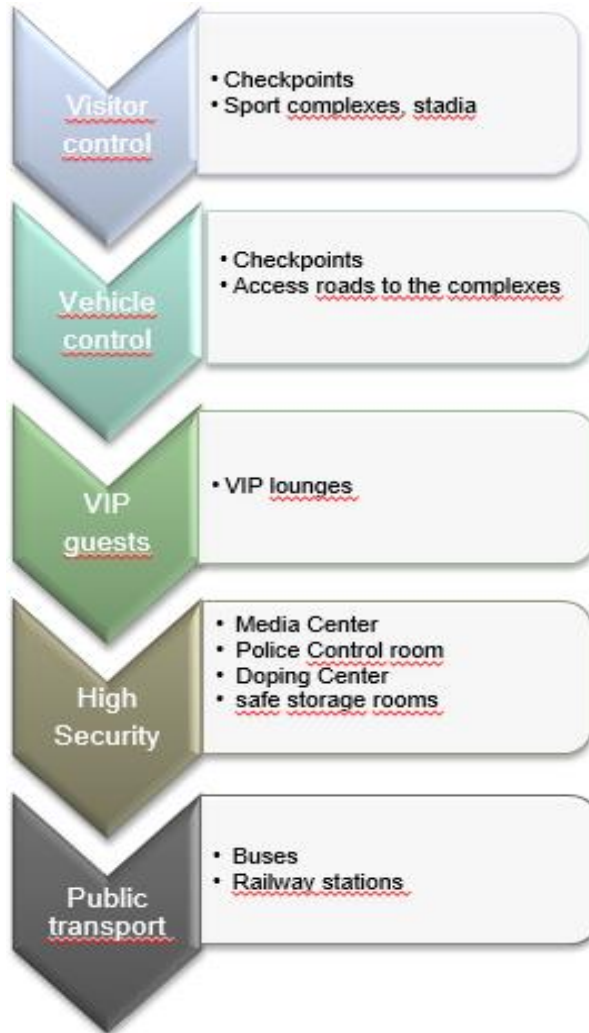 Visitor
control
• Checkpoints
• Sport complexes, stadia
Vehicle
control
• Checkpoints
• Access roads to the complexes
VIP
guests
• VIP lounges
High
Security
• Media Center
• Police Control room
• Doping Center
• safe storage rooms
Public
transport
• Buses
• Railway stations